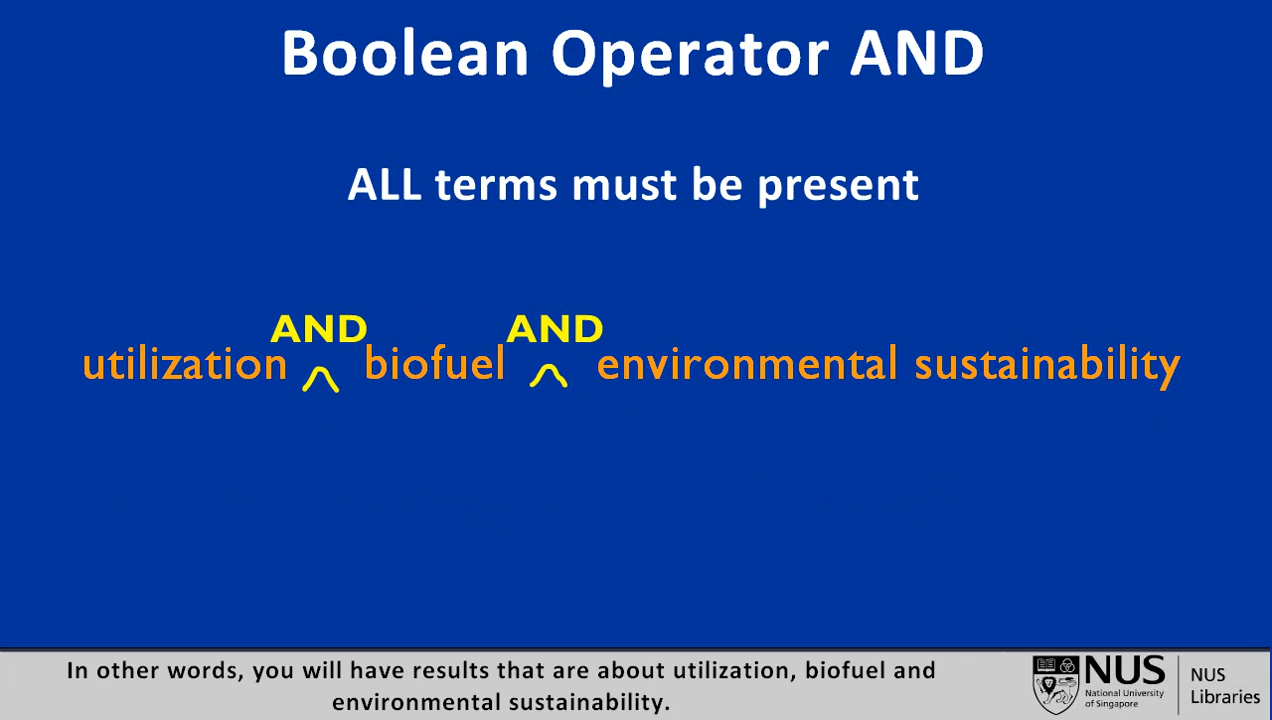 Boolean Operator AND
ALL terms must be present
AND AND
utilization biofuel environmental sustainability
In other words, you will have results that are about utilization, biofuel and
environmental sustainability.
NUS
National University
of Singapore
NUS
Libraries